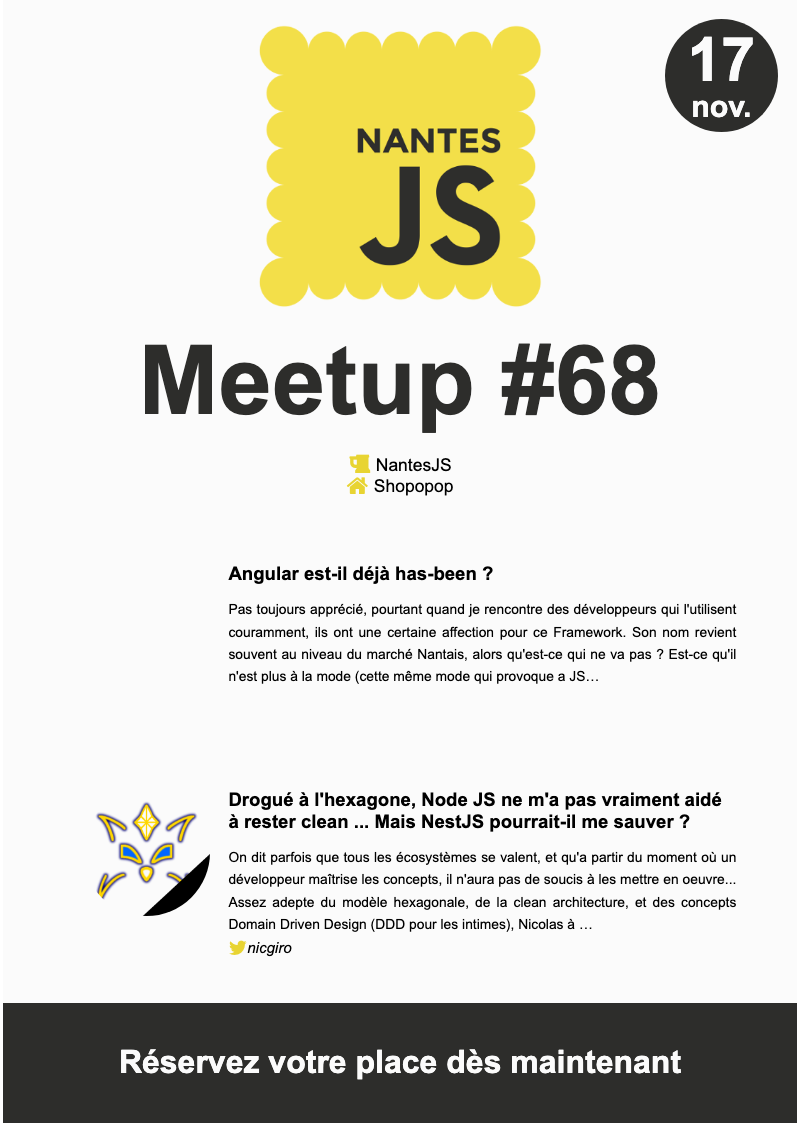 17
nov.
NANTES
JS
Meetup #68
NantesJS
Shopopop
Angular est-il déjà has-been ?
Pas toujours apprécié, pourtant quand je rencontre des développeurs qui l'utilisent
couramment, ils ont une certaine affection pour ce Framework. Son nom revient
souvent au niveau du marché Nantais, alors qu'est-ce qui ne va pas ? Est-ce qu'il
n'est plus à la mode (cette même mode qui provoque a JS…
Drogué à l'hexagone, Node JS ne m'a pas vraiment aidé
à rester clean ... Mais NestJS pourrait-il me sauver ?
On dit parfois que tous les écosystèmes se valent, et qu'a partir du moment où un
développeur maîtrise les concepts, il n'aura pas de soucis à les mettre en oeuvre...
Assez adepte du modèle hexagonale, de la clean architecture, et des concepts
Domain Driven Design (DDD pour les intimes), Nicolas à …
nicgiro
Réservez votre place dès maintenant